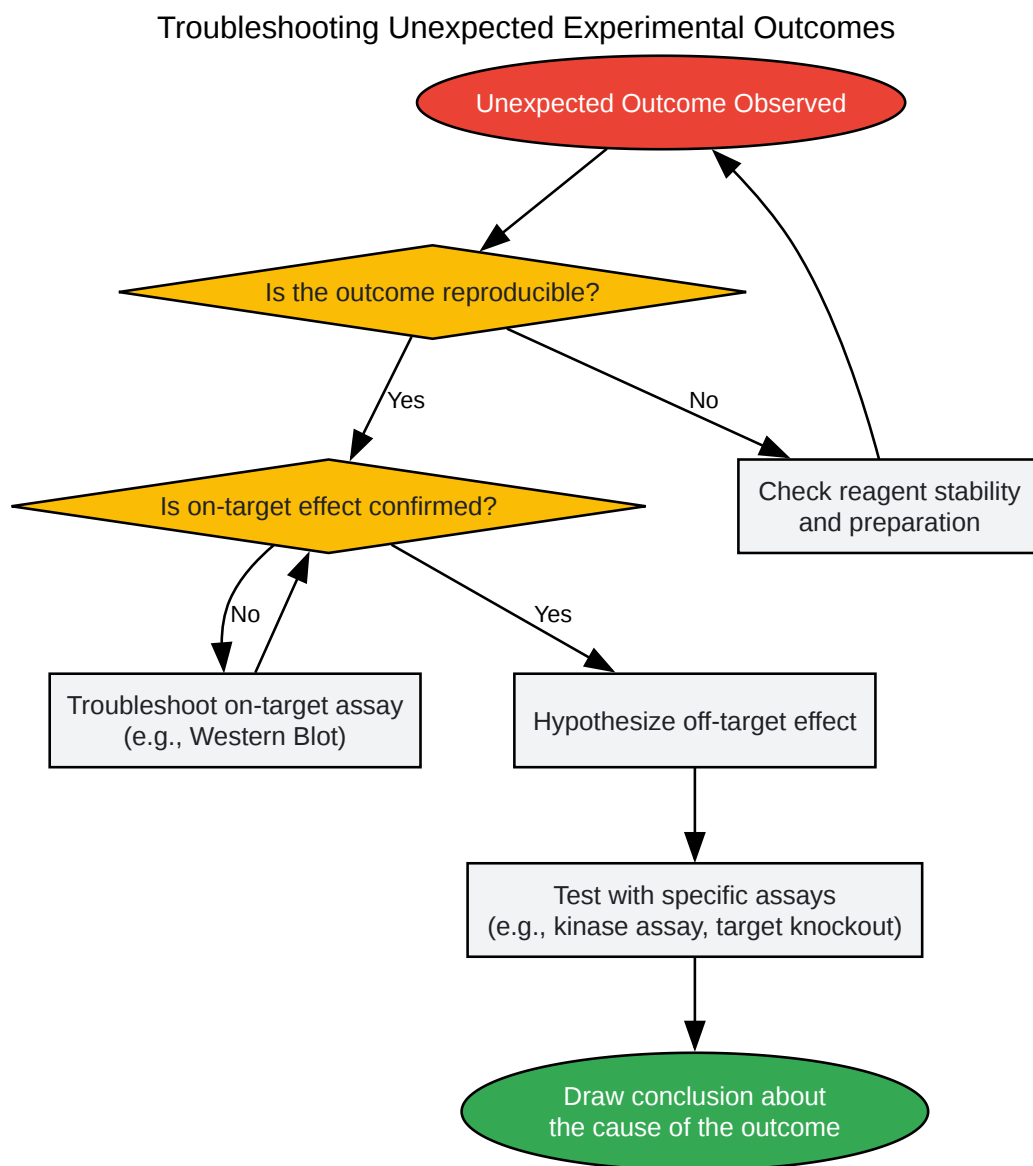 Troubleshooting Unexpected Experimental Outcomes
Unexpected Outcome Observed
Is the outcome reproducible?
Yes
No
Is on-target effect confirmed?
Check reagent stability
and preparation
No
Yes
Troubleshoot on-target assay
(e.g., Western Blot)
Hypothesize off-target effect
Test with specific assays
(e.g., kinase assay, target knockout)
Draw conclusion about
the cause of the outcome